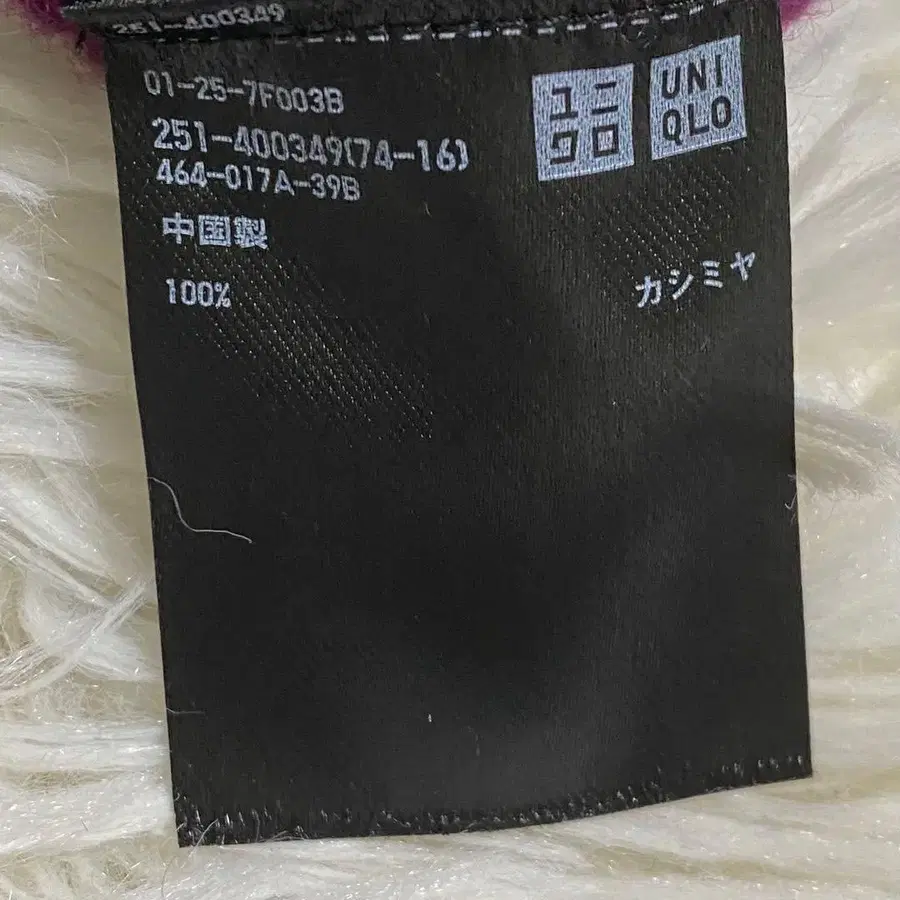 251-400349
01-25-7F003B
251-400349(74-16)
464-017A-39B
中国製
100% カシミヤ
ユニ
クロ
UNI
QLO